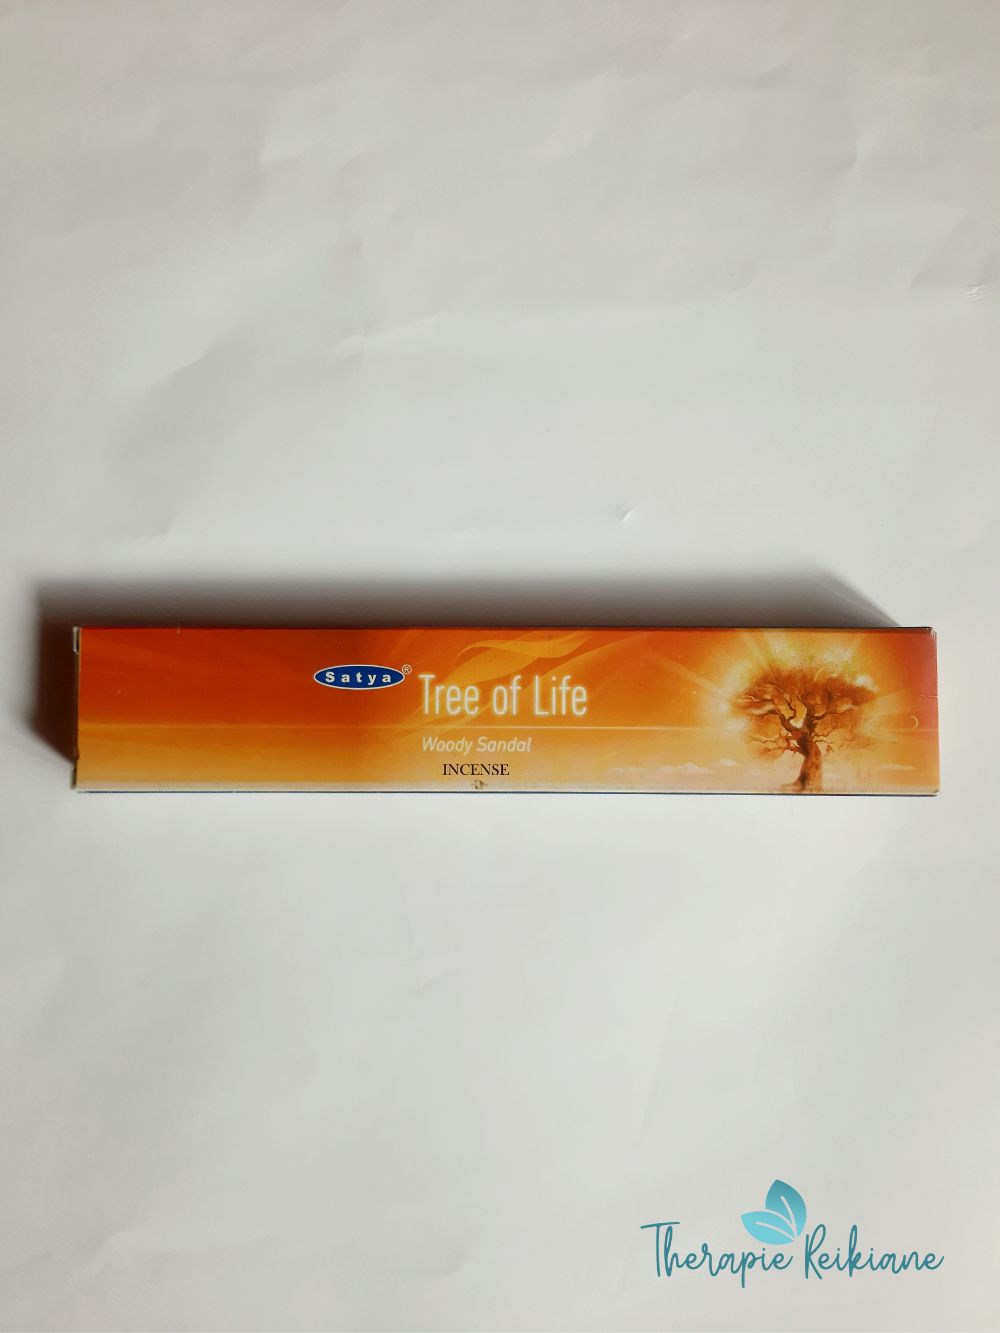 Satya®
Tree of Life
Woody Sandal
INCENSE
Therapie Reikiane